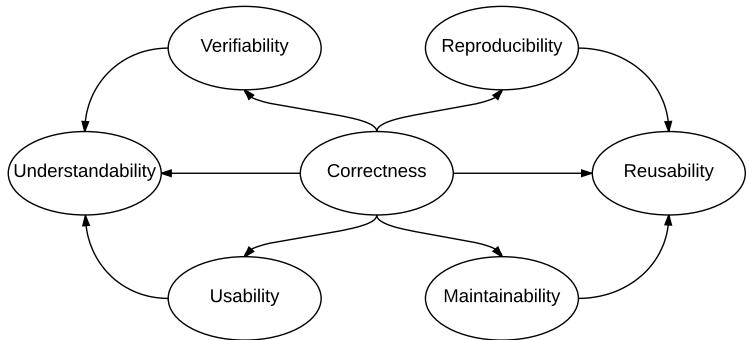 Verifiability
Reproducibility
Understandability
Correctness
Reusability
Usability
Maintainability